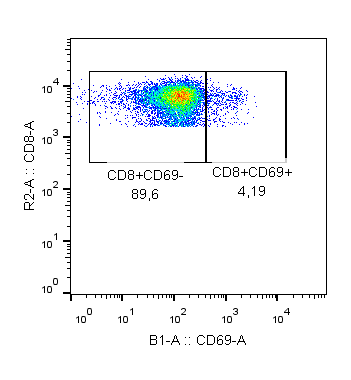 10⁴
10³
10²
10¹
10⁰
R2-A :: CD8-A
CD8+CD69-
89,6
CD8+CD69+
4,19
10⁰ 10¹ 10² 10³ 10⁴
B1-A :: CD69-A